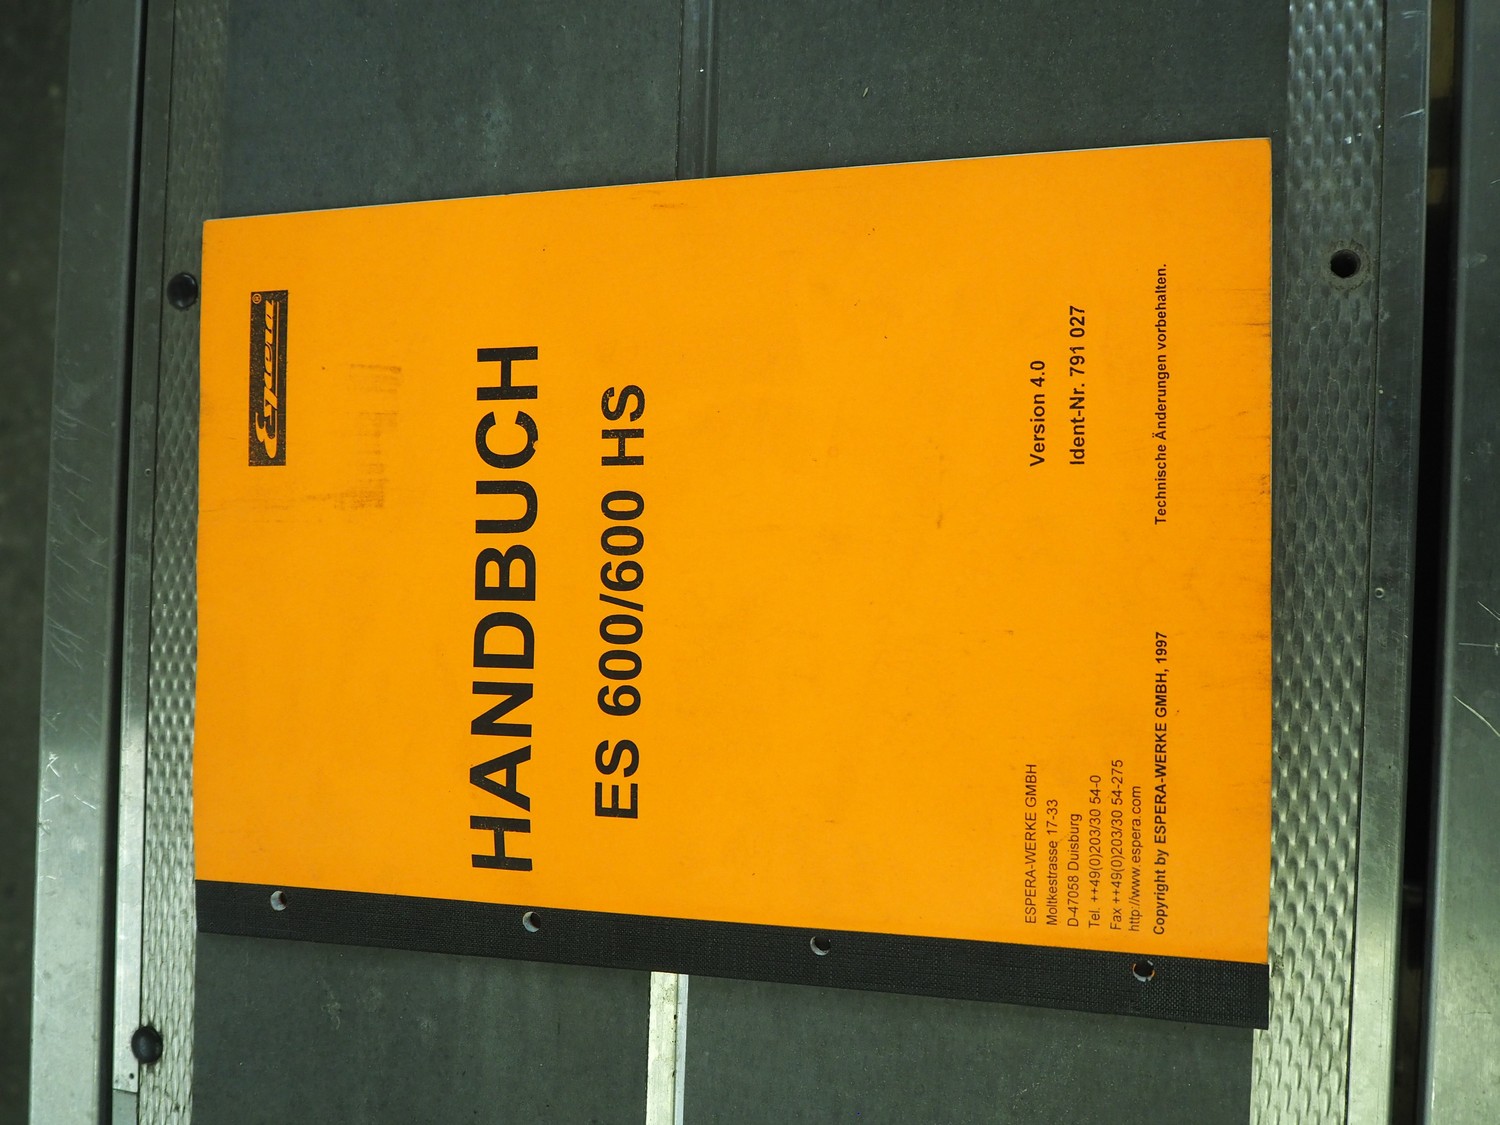 Espera®
HANDBUCH
ES 600/600 HS
Version 4.0
Ident-Nr. 791 027
ESPERA-WERKE GMBH
Moltkestrasse 17-33
D-47058 Duisburg
Tel. ++49(0)203/30 54-0
Fax ++49(0)203/30 54-275
http://www.espera.com
Copyright by ESPERA-WERKE GMBH, 1997
Technische Änderungen vorbehalten.